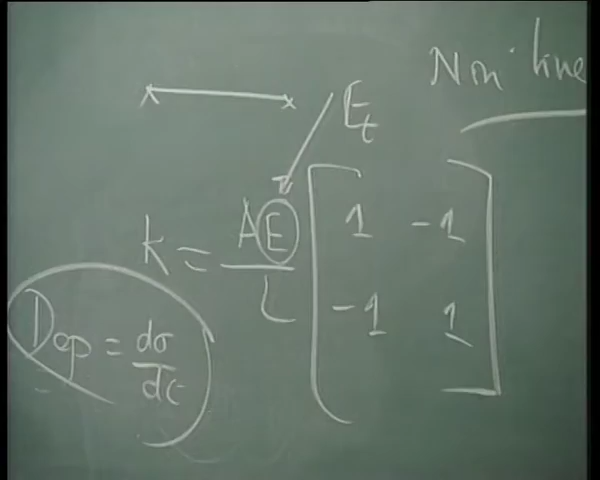 Non-line
E_t
k = AE/L [1 -1
-1 1]
D_ep = dσ/dε